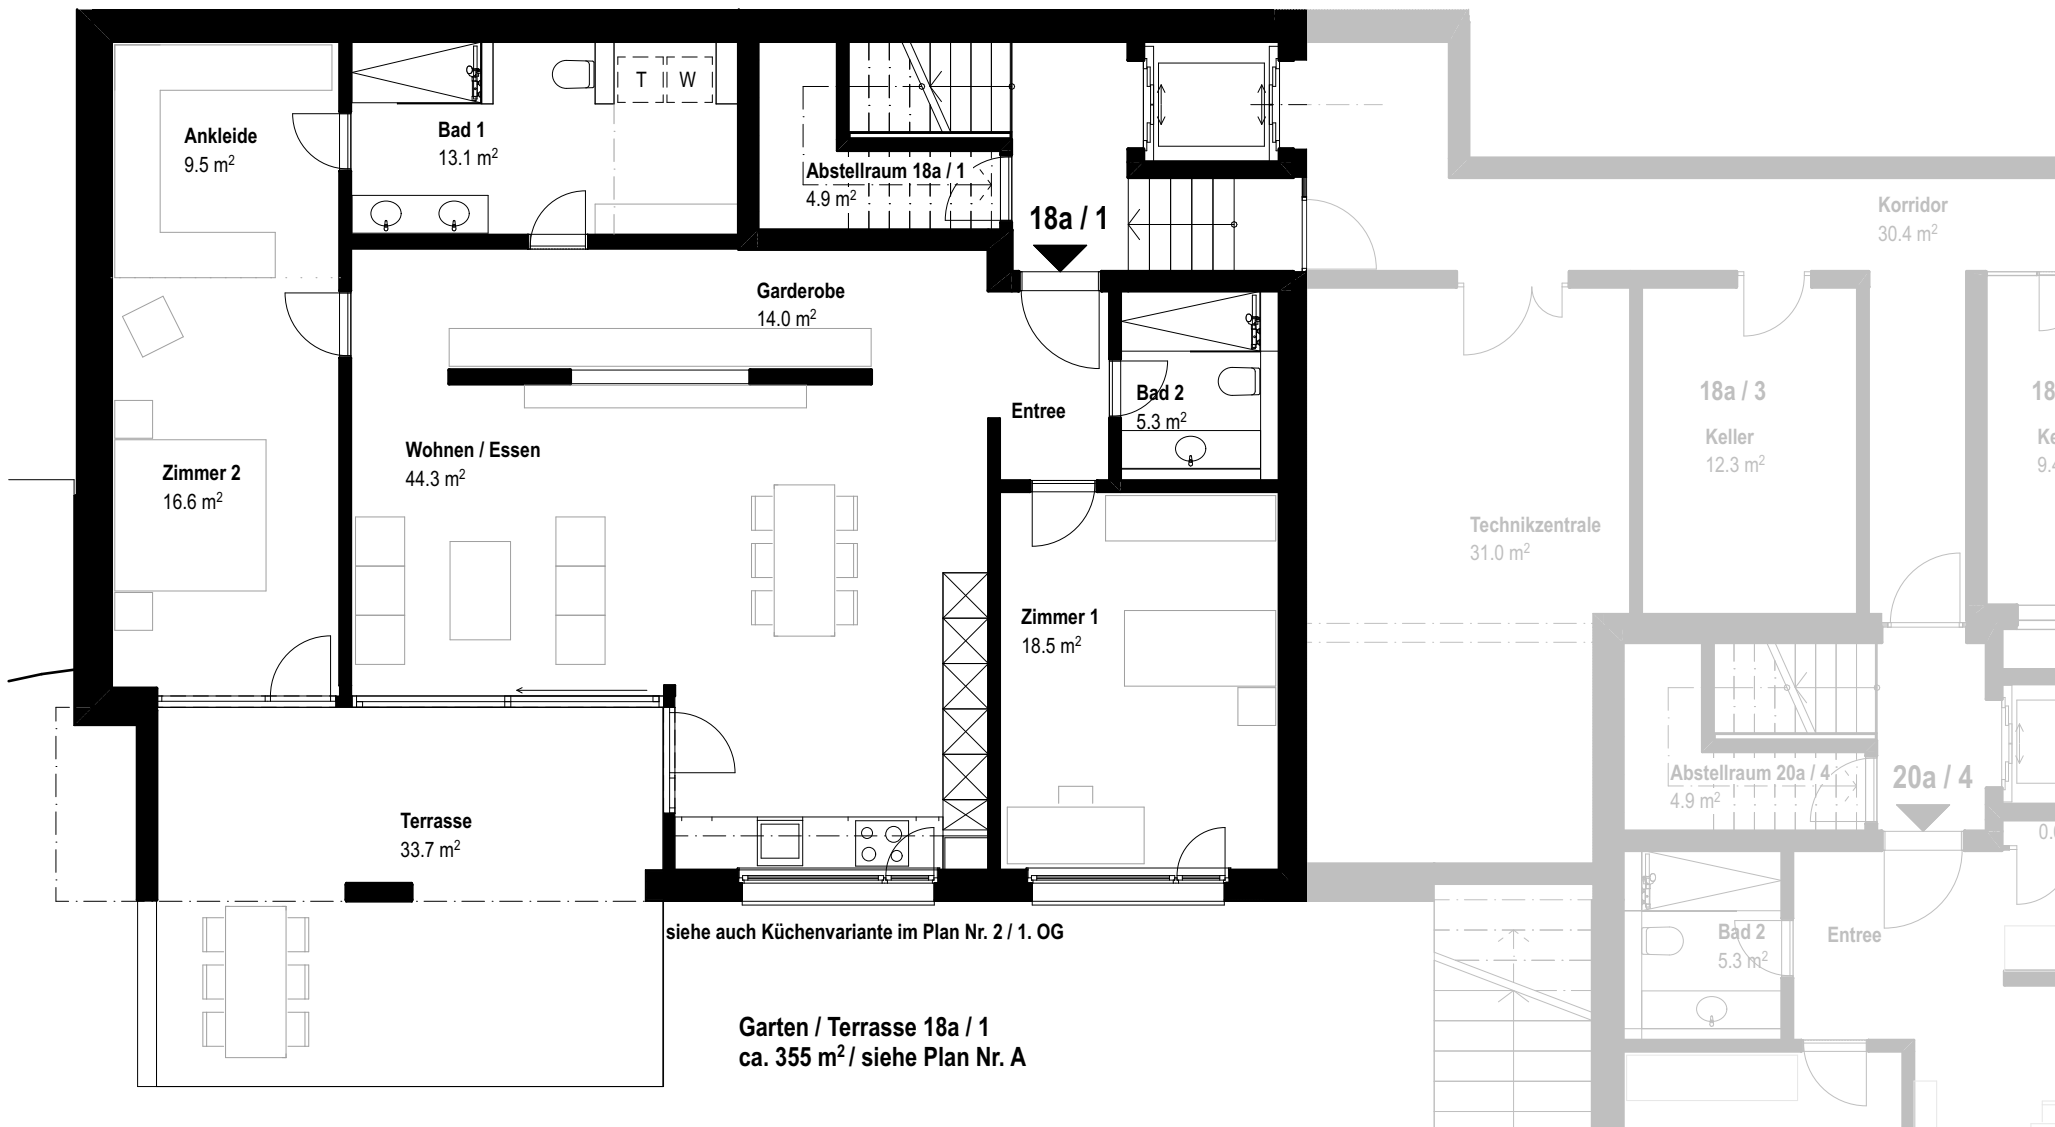 T
W
Ankleide
9.5 m²
Bad 1
13.1 m²
Abstellraum 18a / 1
4.9 m²
18a / 1
Korridor
30.4 m²
Garderobe
14.0 m²
Bad 2
5.3 m²
Entree
18a / 3
Keller
12.3 m²
18
Ke
9.4
Wohnen / Essen
44.3 m²
Zimmer 2
16.6 m²
Technikzentrale
31.0 m²
Zimmer 1
18.5 m²
Abstellraum 20a / 4
4.9 m²
20a / 4
Terrasse
33.7 m²
siehe auch Küchenvariante im Plan Nr. 2 / 1. OG
Bad 2
5.3 m²
Entree
Garten / Terrasse 18a / 1
ca. 355 m² / siehe Plan Nr. A